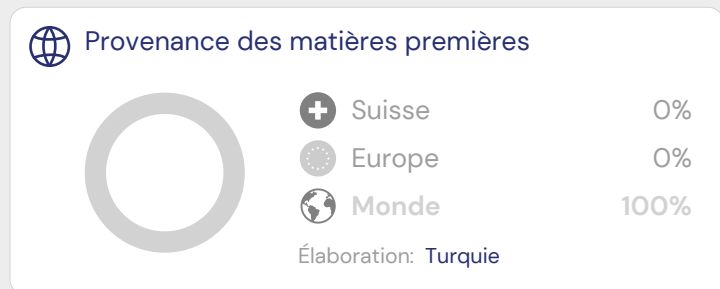 Provenance des matières premières
Suisse 0%
Europe 0%
Monde 100%
Élaboration: Turquie